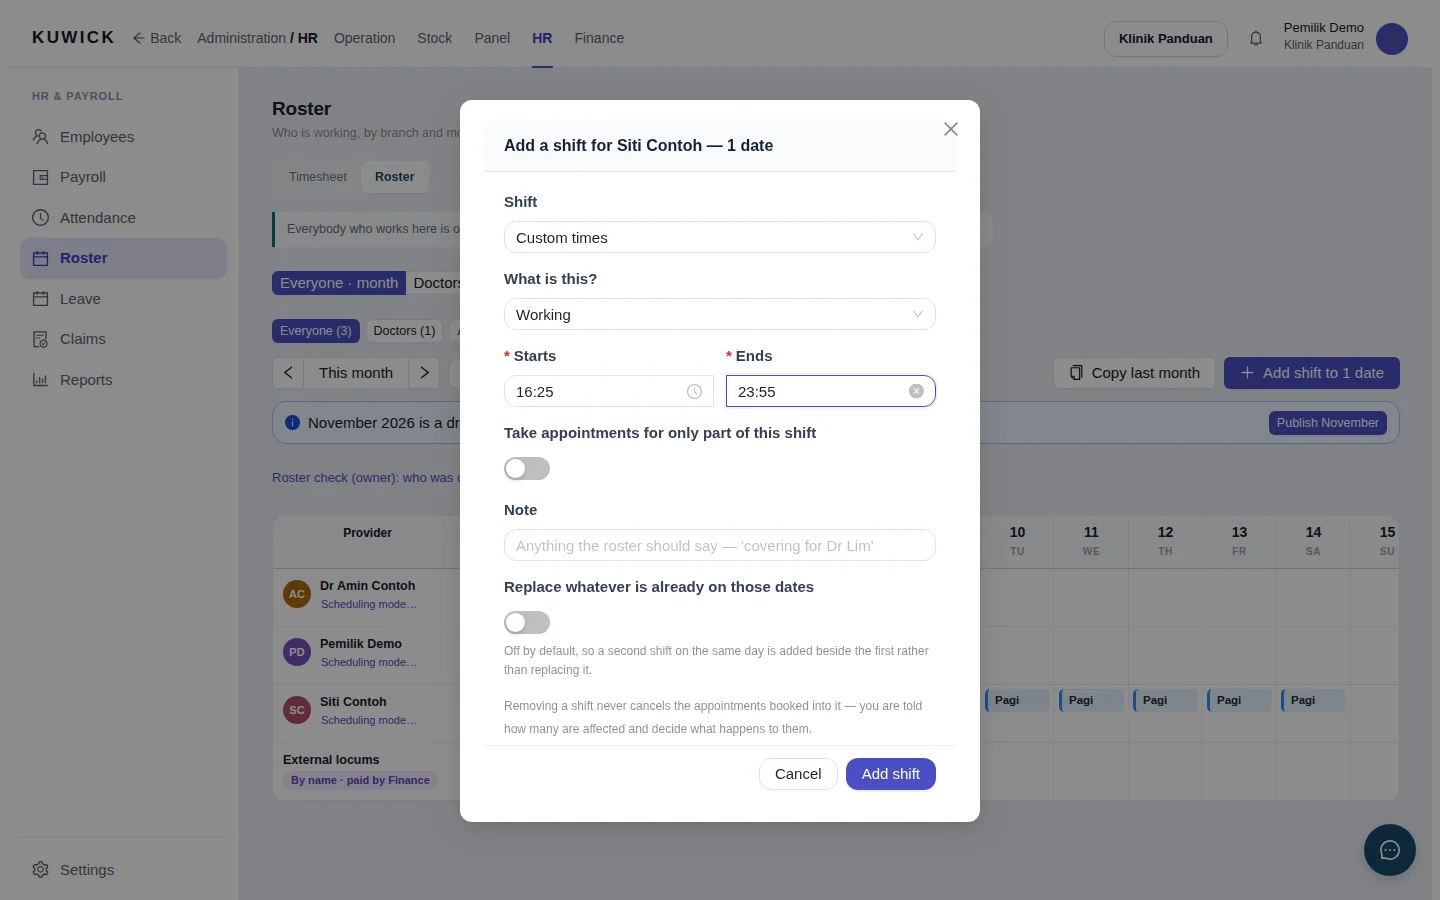 KUWICK
Back
Administration / HR
Operation
Stock
Panel
HR
Finance
Klinik Panduan
Pemilik Demo
Klinik Panduan
HR & PAYROLL
Employees
Payroll
Attendance
Roster
Leave
Claims
Reports
Settings
Roster
Who is working, by branch and mo
Timesheet
Roster
Everybody who works here is o
Everyone · month
Doctors
Everyone (3)
Doctors (1)
This month
Copy last month
Add shift to 1 date
November 2026 is a dr
Publish November
Roster check (owner): who was
Provider
10
TU
11
WE
12
TH
13
FR
14
SA
15
SU
AC
Dr Amin Contoh
Scheduling mode…
PD
Pemilik Demo
Scheduling mode…
SC
Siti Contoh
Scheduling mode…
Pagi
Pagi
Pagi
Pagi
Pagi
External locums
By name · paid by Finance
Add a shift for Siti Contoh — 1 date
Shift
Custom times
What is this?
Working
* Starts
* Ends
16:25
23:55
Take appointments for only part of this shift
Note
Anything the roster should say — 'covering for Dr Lim'
Replace whatever is already on those dates
Off by default, so a second shift on the same day is added beside the first rather
than replacing it.
Removing a shift never cancels the appointments booked into it — you are told
how many are affected and decide what happens to them.
Cancel
Add shift